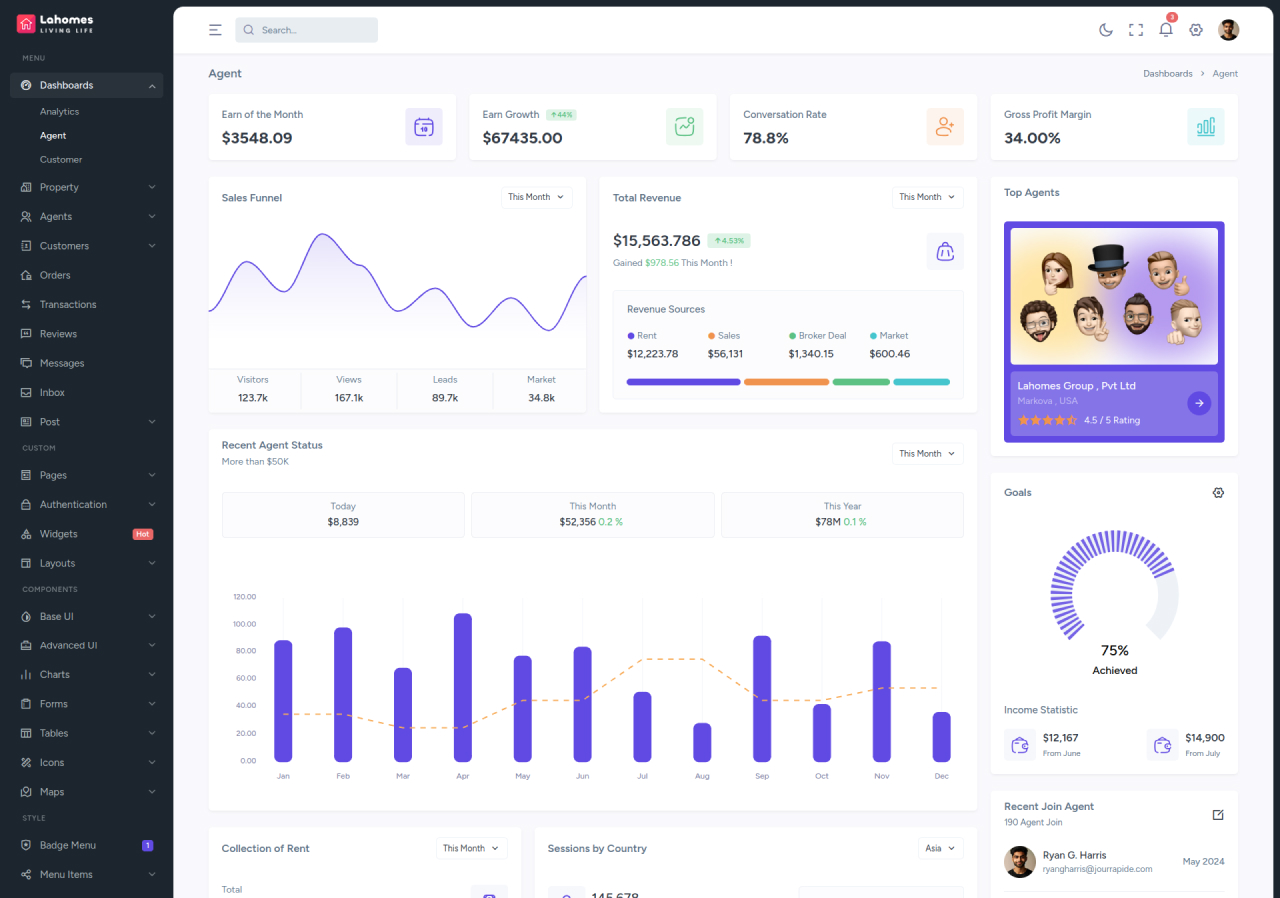 Lahomes
LIVING LIFE
MENU
Dashboards
Analytics
Agent
Customer
Property
Agents
Customers
Orders
Transactions
Reviews
Messages
Inbox
Post
CUSTOM
Pages
Authentication
Widgets Hot
Layouts
COMPONENTS
Base UI
Advanced UI
Charts
Forms
Tables
Icons
Maps
STYLE
Badge Menu 1
Menu Items
Search...
3
Agent
Dashboards > Agent
Earn of the Month
$3548.09
10
Earn Growth ↑44%
$67435.00
Conversation Rate
78.8%
Gross Profit Margin
34.00%
Sales Funnel
This Month
Visitors Views Leads Market
123.7k 167.1k 89.7k 34.8k
Total Revenue
This Month
$15,563.786 ↑4.53%
Gained $978.56 This Month !
Revenue Sources
Rent Sales Broker Deal Market
$12,223.78 $56,131 $1,340.15 $600.46
Top Agents
Lahomes Group , Pvt Ltd
Markova , USA
4.5 / 5 Rating
Recent Agent Status
More than $50K
This Month
Today This Month This Year
$8,839 $52,356 0.2 % $78M 0.1 %
120.00
100.00
80.00
60.00
40.00
20.00
0.00
Jan Feb Mar Apr May Jun Jul Aug Sep Oct Nov Dec
Goals
75%
Achieved
Income Statistic
$12,167 $14,900
From June From July
Recent Join Agent
190 Agent Join
Ryan G. Harris
ryangharris@jourrapide.com
May 2024
Collection of Rent
This Month
Total
Sessions by Country
Asia
145,678